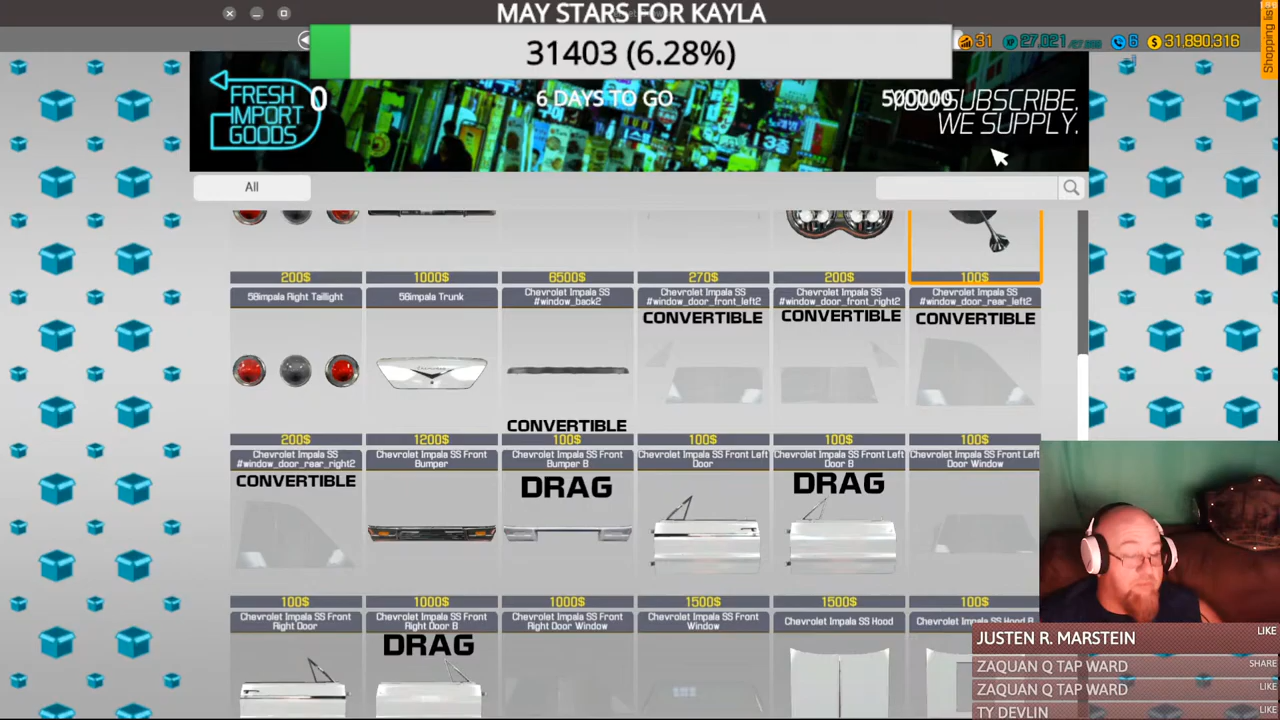 MAY STARS FOR KAYLA
31403 (6.28%)
31
27,021
6
31,890,316
Shopping list
FRESH
IMPORT
GOODS
0
6 DAYS TO GO
500000
SUBSCRIBE.
WE SUPPLY.
All
200$
1000$
6500$
270$
200$
100$
58impala Right Taillight
58impala Trunk
Chevrolet Impala SS
#window_back2
Chevrolet Impala SS
#window_door_front_left2
Chevrolet Impala SS
#window_door_front_right2
Chevrolet Impala SS
#window_door_rear_left2
CONVERTIBLE
CONVERTIBLE
CONVERTIBLE
CONVERTIBLE
200$
1200$
100$
100$
100$
100$
Chevrolet Impala SS
#window_door_rear_right2
Chevrolet Impala SS Front
Bumper
Chevrolet Impala SS Front
Bumper B
Chevrolet Impala SS Front Left
Door
Chevrolet Impala SS Front Left
Door B
Chevrolet Impala SS Front Left
Door Window
CONVERTIBLE
DRAG
DRAG
100$
1000$
1000$
1500$
1500$
100$
Chevrolet Impala SS Front
Right Door
Chevrolet Impala SS Front
Right Door B
Chevrolet Impala SS Front
Right Door Window
Chevrolet Impala SS Front
Window
Chevrolet Impala SS Hood
Chevrolet Impala SS Hood B
DRAG
JUSTEN R. MARSTEIN
LIKE
ZAQUAN Q TAP WARD
SHARE
ZAQUAN Q TAP WARD
LIKE
TY DEVLIN
LIKE